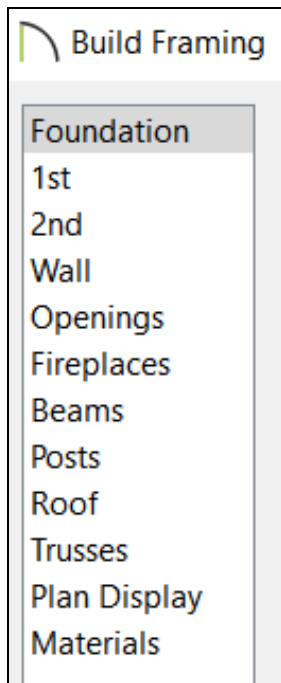 Build Framing
Foundation
1st
2nd
Wall
Openings
Fireplaces
Beams
Posts
Roof
Trusses
Plan Display
Materials